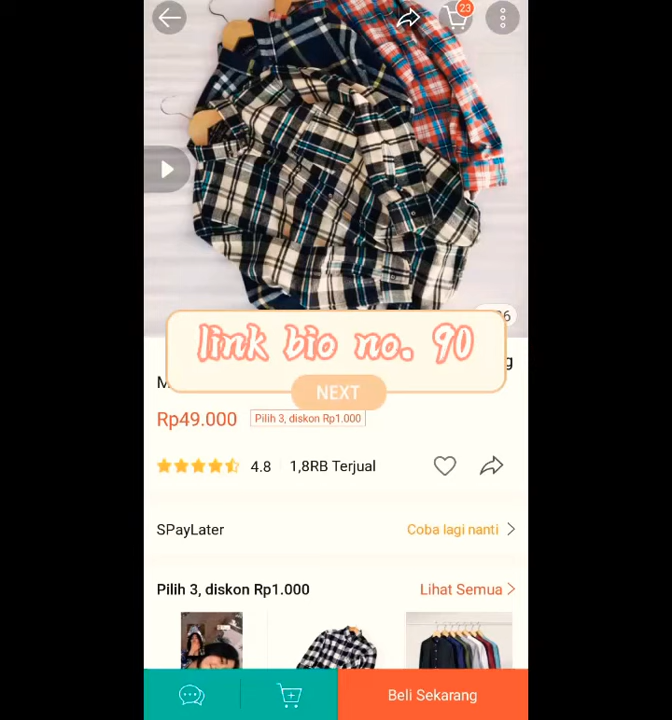 23
link bio no. 90
NEXT
Rp49.000
Pilih 3, diskon Rp1.000
4.8
1,8RB Terjual
SPayLater
Coba lagi nanti
Pilih 3, diskon Rp1.000
Lihat Semua
Beli Sekarang